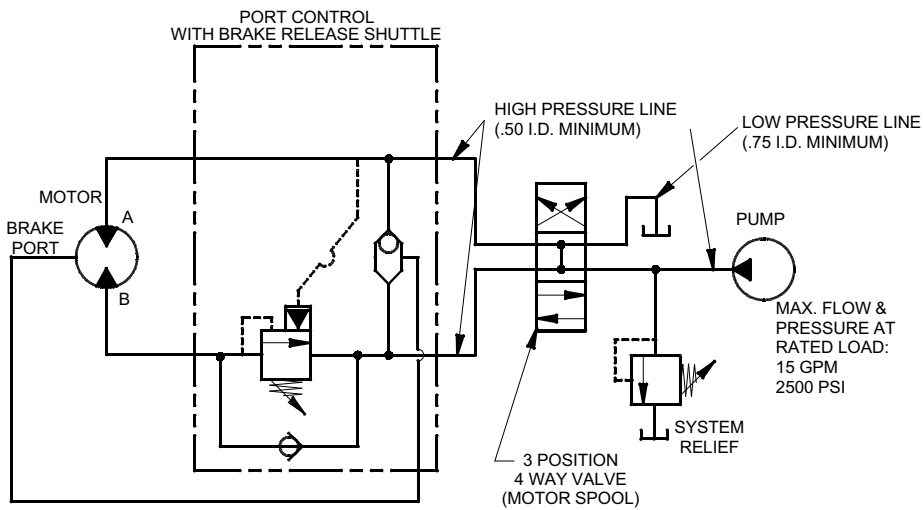 PORT CONTROL
WITH BRAKE RELEASE SHUTTLE
HIGH PRESSURE LINE
(.50 I.D. MINIMUM)
LOW PRESSURE LINE
(.75 I.D. MINIMUM)
MOTOR
A
BRAKE
PORT
B
PUMP
MAX. FLOW &
PRESSURE AT
RATED LOAD:
15 GPM
2500 PSI
SYSTEM
RELIEF
3 POSITION
4 WAY VALVE
(MOTOR SPOOL)